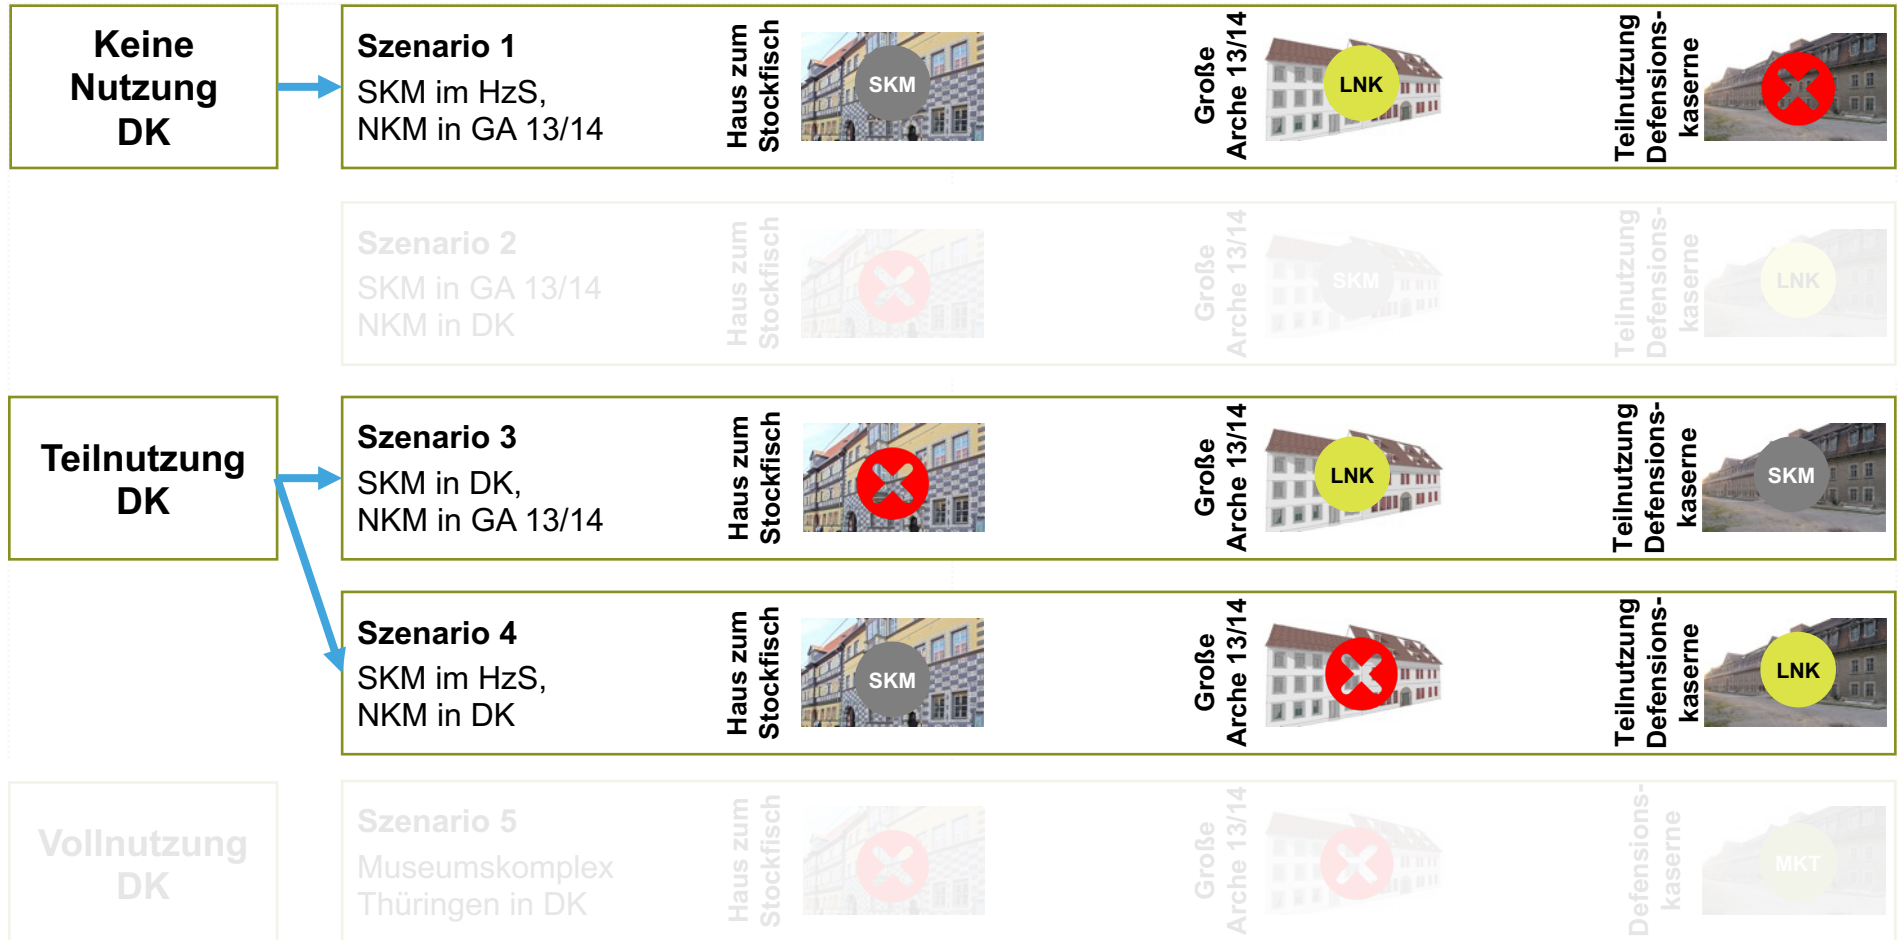 Keine
Nutzung
DK
Szenario 1
SKM im HzS,
NKM in GA 13/14
Haus zum
Stockfisch
SKM
Große
Arche 13/14
LNK
Teilnutzung
Defensions-
kaserne
Szenario 2
SKM in GA 13/14
NKM in DK
Haus zum
Stockfisch
Große
Arche 13/14
SKM
Teilnutzung
Defensions-
kaserne
LNK
Teilnutzung
DK
Szenario 3
SKM in DK,
NKM in GA 13/14
Haus zum
Stockfisch
Große
Arche 13/14
LNK
Teilnutzung
Defensions-
kaserne
SKM
Szenario 4
SKM im HzS,
NKM in DK
Haus zum
Stockfisch
SKM
Große
Arche 13/14
Teilnutzung
Defensions-
kaserne
LNK
Vollnutzung
DK
Szenario 5
Museumskomplex
Thüringen in DK
Haus zum
Stockfisch
Große
Arche 13/14
Defensions-
kaserne
MKT